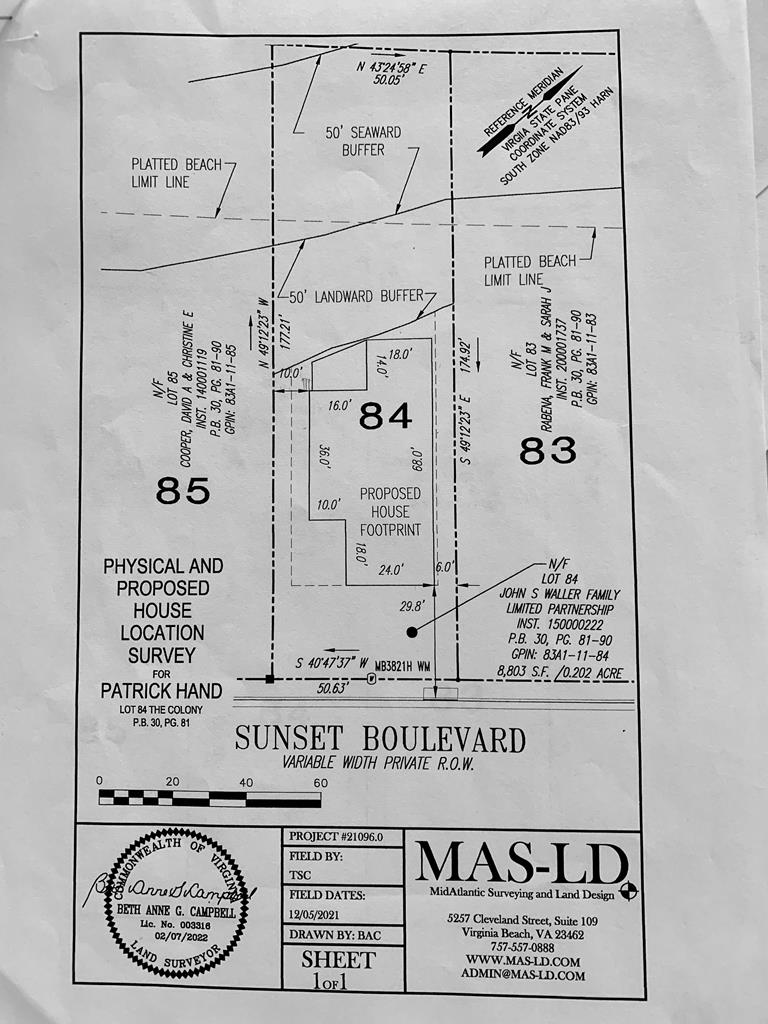 N 43°24'58" E
50.05'
REFERENCE MERIDIAN
N
VIRGIIA STATE PANE
COORDINATE SYSTEM
SOUTH ZONE NAD83/93 HARN
50' SEAWARD
BUFFER
PLATTED BEACH
LIMIT LINE
PLATTED BEACH
LIMIT LINE
50' LANDWARD BUFFER
N 49°12'23" W
177.21'
S 49°12'23" E 174.92'
N/F
LOT 85
COOPER, DAVID A & CHRISTINE E
INST. 140001119
P.B. 30, PG. 81-90
GPIN: 83A1-11-85
N/F
LOT 83
RABENA, FRANK M & SARAH J
INST. 200001737
P.B. 30, PG. 81-90
GPIN: 83A1-11-83
18.0'
14.0'
10.0'
16.0'
84
36.0'
68.0'
83
85
PROPOSED
HOUSE
FOOTPRINT
10.0'
18.0'
24.0'
6.0'
29.8'
N/F
LOT 84
JOHN S WALLER FAMILY
LIMITED PARTNERSHIP
INST. 150000222
P.B. 30, PG. 81-90
GPIN: 83A1-11-84
8,803 S.F. /0.202 ACRE
PHYSICAL AND
PROPOSED
HOUSE
LOCATION
SURVEY
FOR
PATRICK HAND
LOT 84 THE COLONY
P.B. 30, PG. 81
S 40°47'37" W
MB3821H WM
W
50.63'
SUNSET BOULEVARD
VARIABLE WIDTH PRIVATE R.O.W.
0 20 40 60
COMMONWEALTH OF VIRGINIA
Beth Anne G Campbell
BETH ANNE G. CAMPBELL
Lic. No. 003316
02/07/2022
LAND SURVEYOR
PROJECT #21096.0
FIELD BY:
TSC
FIELD DATES:
12/05/2021
DRAWN BY: BAC
SHEET
1 OF 1
MAS-LD
MidAtlantic Surveying and Land Design
5257 Cleveland Street, Suite 109
Virginia Beach, VA 23462
757-557-0888
WWW.MAS-LD.COM
ADMIN@MAS-LD.COM